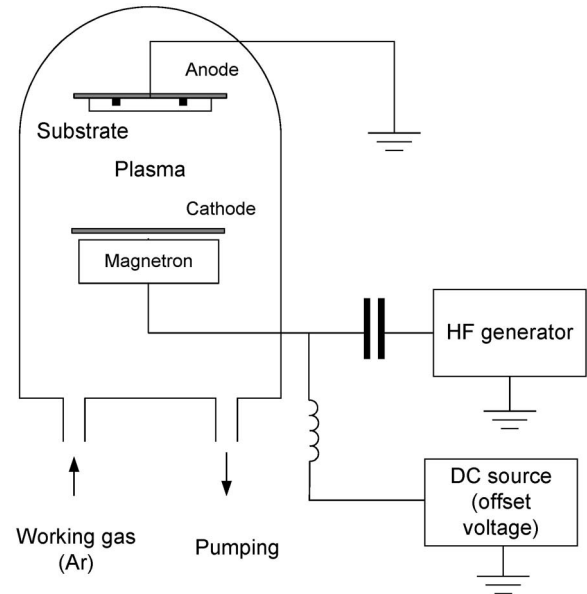 Anode
Substrate
Plasma
Cathode
Magnetron
HF generator
DC source
(offset
voltage)
Working gas
(Ar)
Pumping